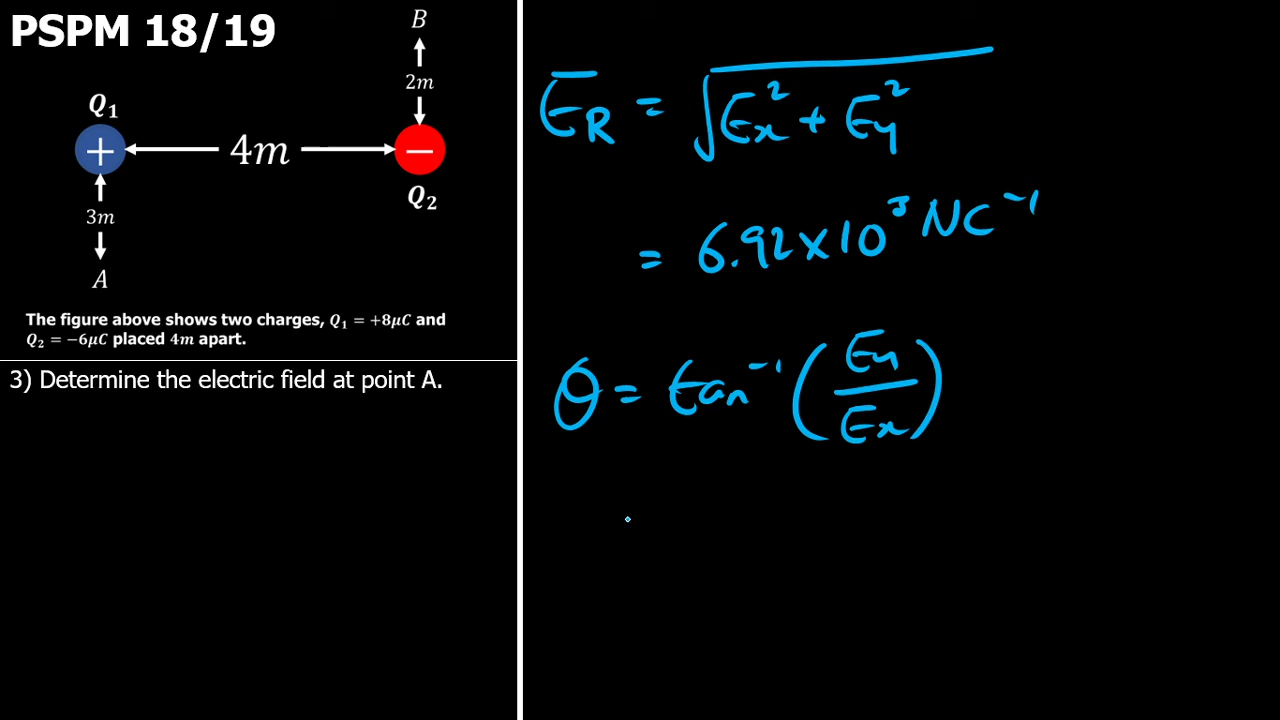 PSPM 18/19
B
2m
Q₁
+
4m
−
Q₂
3m
A
The figure above shows two charges, Q₁ = +8μC and
Q₂ = −6μC placed 4m apart.
3) Determine the electric field at point A.
E̅R = √(Ex² + Ey²)
= 6.92 × 10³ NC⁻¹
θ = tan⁻¹ (Ey/Ex)